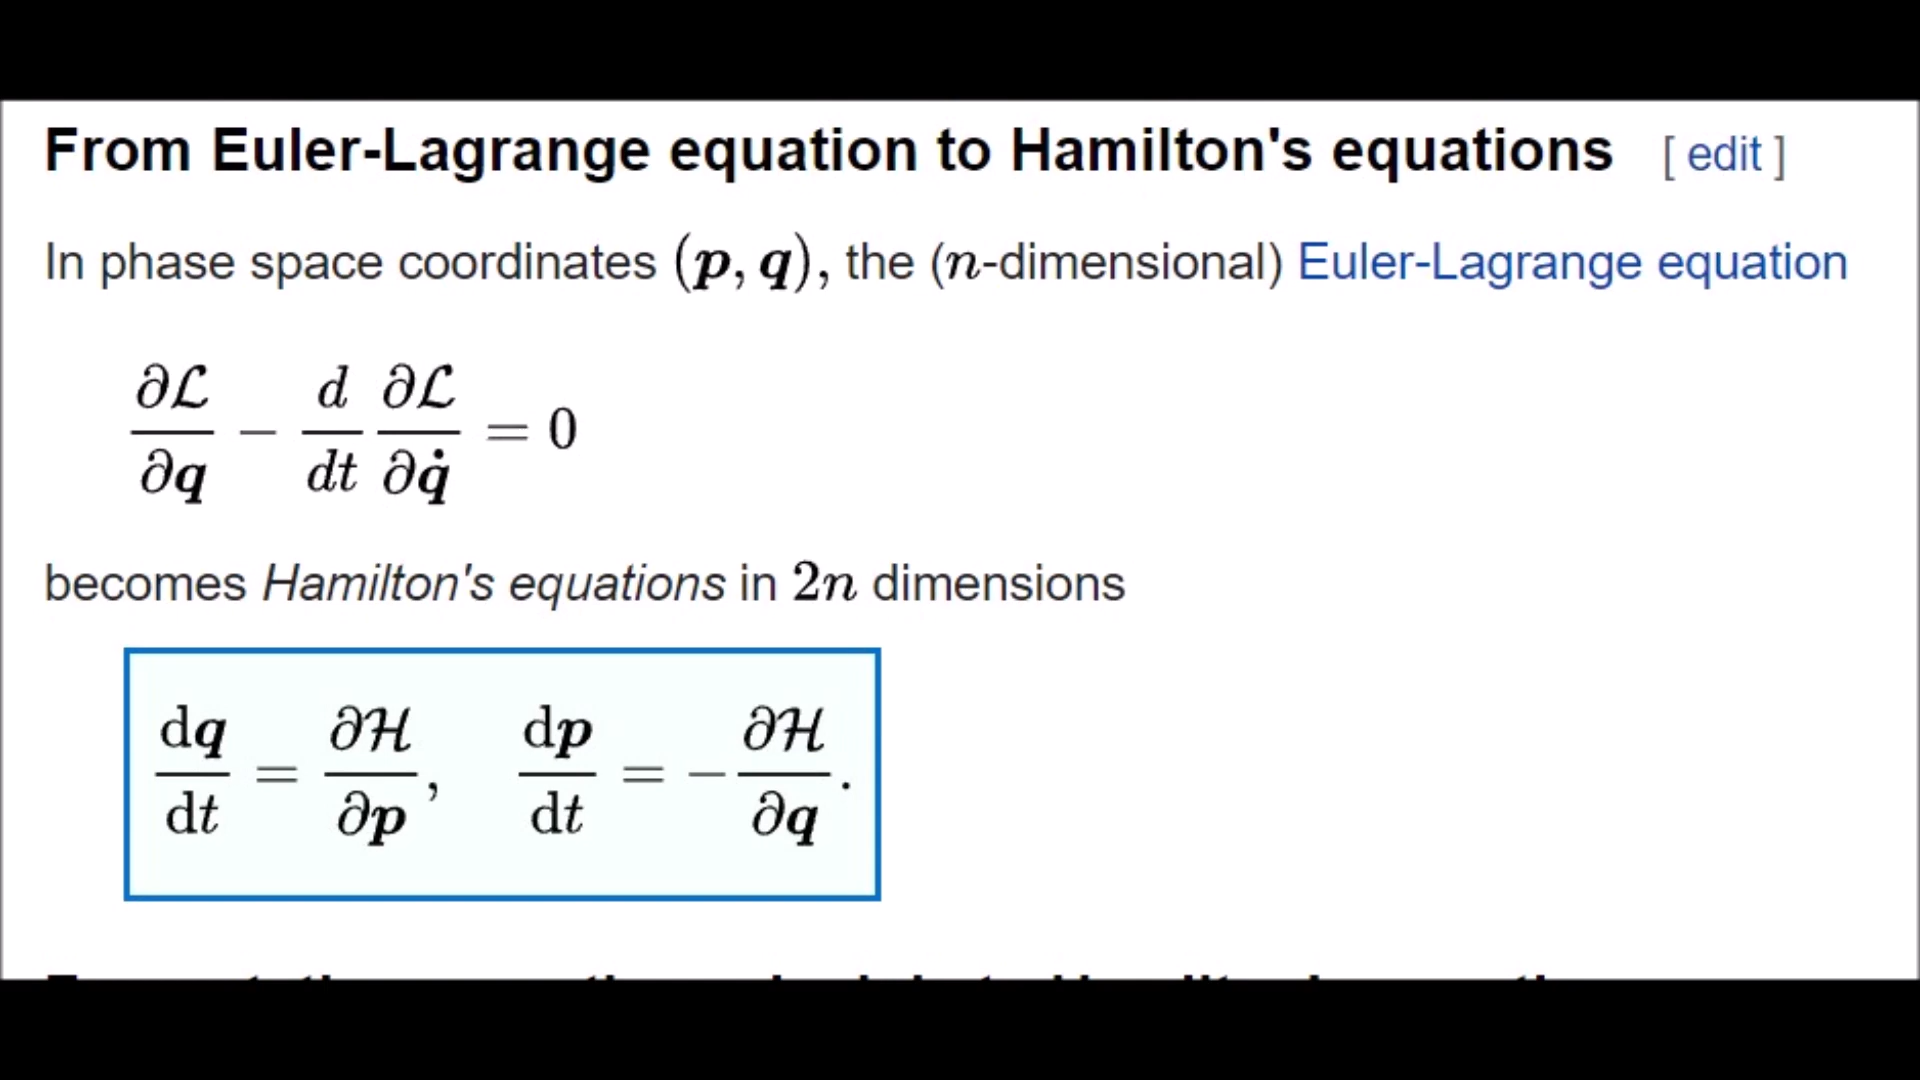 From Euler-Lagrange equation to Hamilton's equations [ edit ]
In phase space coordinates (p, q), the (n-dimensional) Euler-Lagrange equation
∂ℒ/∂q − d/dt ∂ℒ/∂q̇ = 0
becomes Hamilton's equations in 2n dimensions
dq/dt = ∂ℋ/∂p, dp/dt = −∂ℋ/∂q.